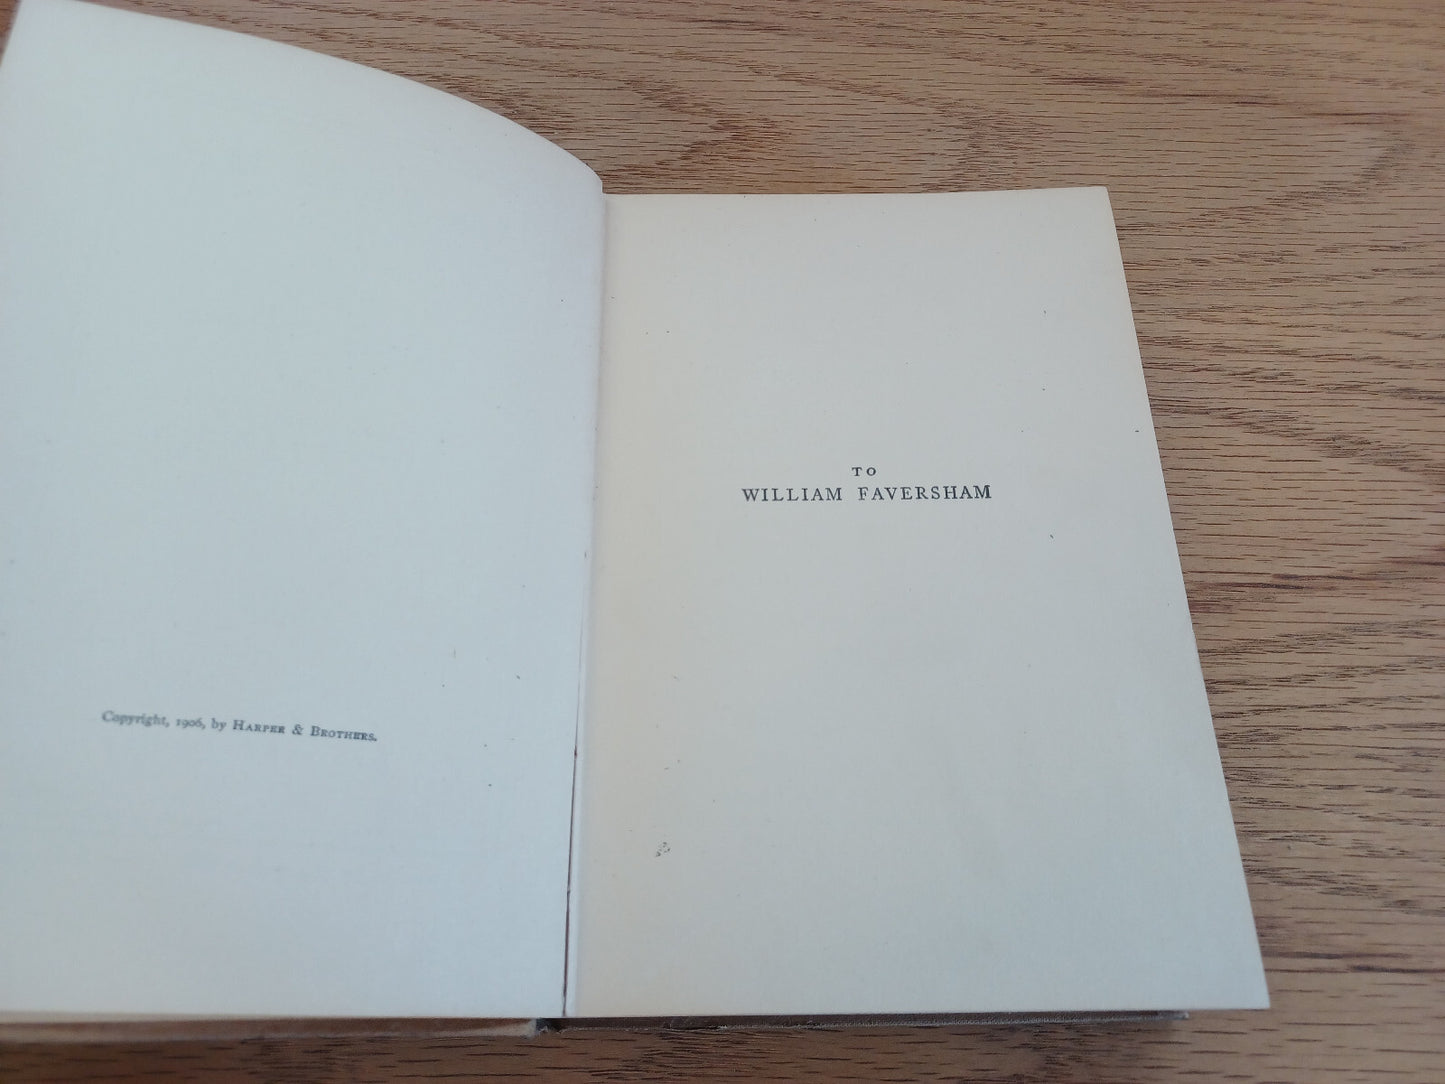 Copyright, 1906, by HARPER & BROTHERS.
TO
WILLIAM FAVERSHAM